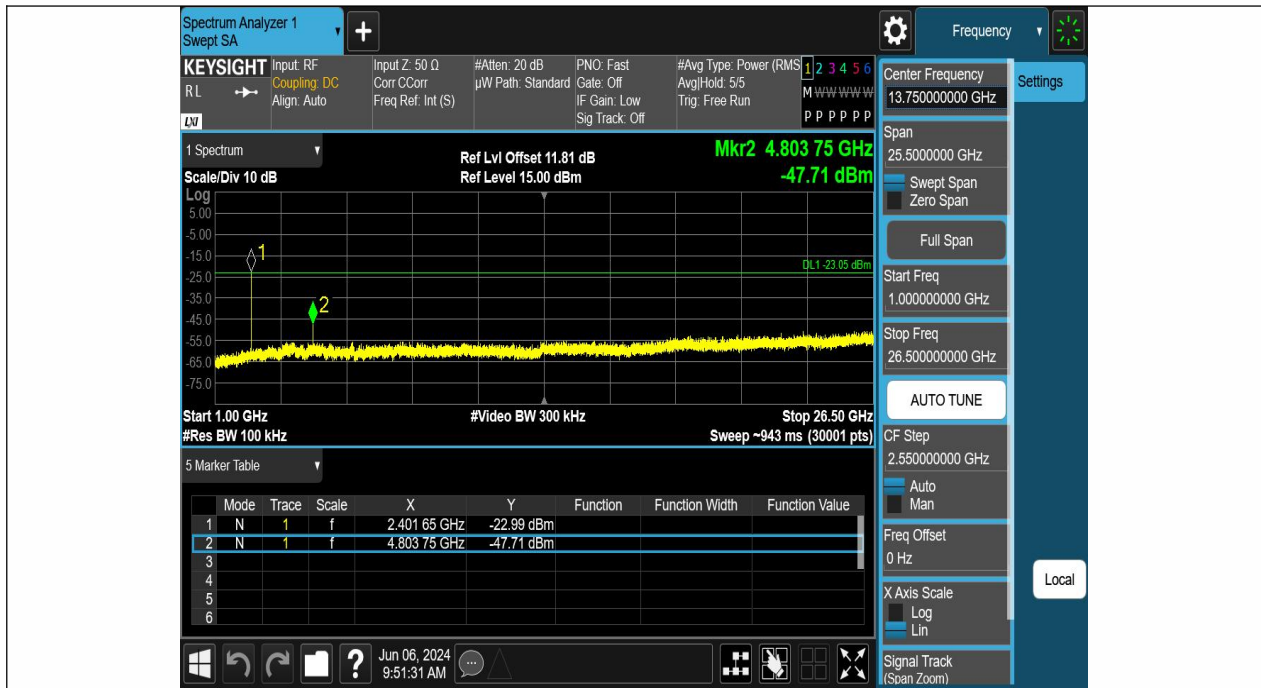 Spectrum Analyzer 1
Swept SA
+
Frequency
KEYSIGHT
RL
LXI
Input: RF
Coupling: DC
Align: Auto
Input Z: 50 Ω
Corr CCorr
Freq Ref: Int (S)
#Atten: 20 dB
µW Path: Standard
PNO: Fast
Gate: Off
IF Gain: Low
Sig Track: Off
#Avg Type: Power (RMS
Avg|Hold: 5/5
Trig: Free Run
1 2 3 4 5 6
M W W W W W
P P P P P P
1 Spectrum
Scale/Div 10 dB
Ref Lvl Offset 11.81 dB
Ref Level 15.00 dBm
Mkr2 4.803 75 GHz
-47.71 dBm
Log
5.00
-5.00
-15.0
-25.0
-35.0
-45.0
-55.0
-65.0
-75.0
1
2
DL1 -23.05 dBm
Start 1.00 GHz
#Video BW 300 kHz
Stop 26.50 GHz
#Res BW 100 kHz
Sweep ~943 ms (30001 pts)
5 Marker Table
Mode Trace Scale X Y Function Function Width Function Value
1 N 1 f 2.401 65 GHz -22.99 dBm
2 N 1 f 4.803 75 GHz -47.71 dBm
3
4
5
6
Jun 06, 2024
9:51:31 AM
?
Center Frequency
13.750000000 GHz
Settings
Span
25.5000000 GHz
Swept Span
Zero Span
Full Span
Start Freq
1.000000000 GHz
Stop Freq
26.500000000 GHz
AUTO TUNE
CF Step
2.550000000 GHz
Auto
Man
Freq Offset
0 Hz
Local
X Axis Scale
Log
Lin
Signal Track
(Span Zoom)